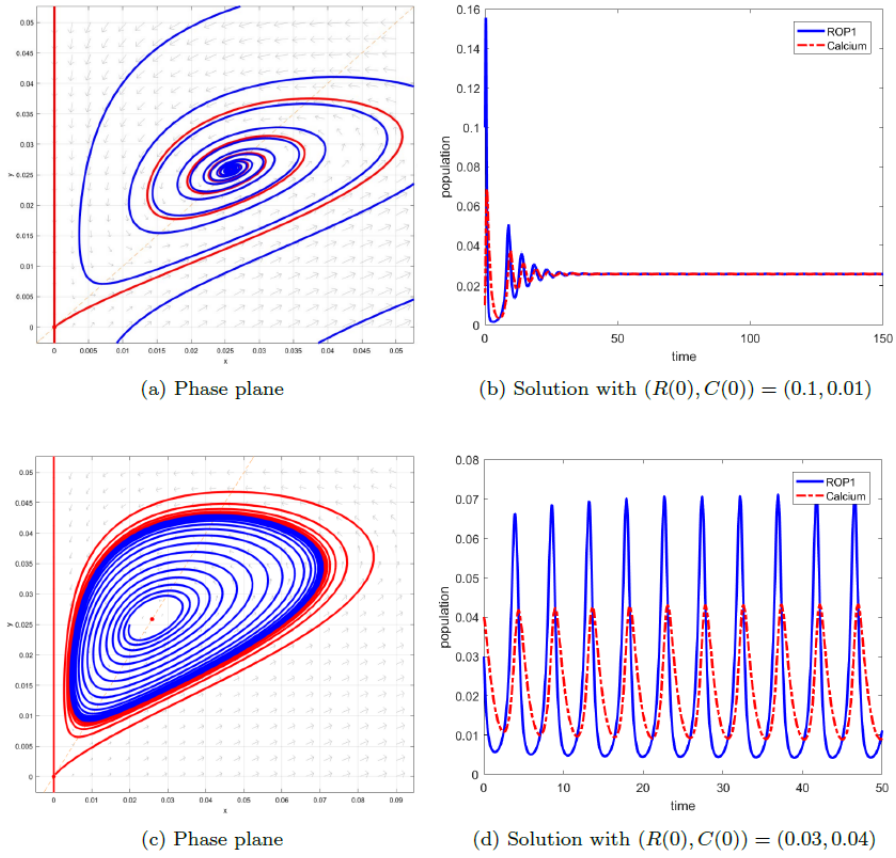 0.05
0.045
0.04
0.035
0.03
0.025
0.02
0.015
0.01
0.005
0
y
0 0.005 0.01 0.015 0.02 0.025 0.03 0.035 0.04 0.045 0.05
x
0.16
0.14
0.12
0.1
0.08
0.06
0.04
0.02
0
population
ROP1
Calcium
0 50 100 150
time
(a) Phase plane
(b) Solution with (R(0), C(0)) = (0.1, 0.01)
0.05
0.04
0.03
0.02
0.01
0
y
0 0.01 0.02 0.03 0.04 0.05 0.06 0.07 0.08 0.09
x
0.08
0.07
0.06
0.05
0.04
0.03
0.02
0.01
0
population
ROP1
Calcium
0 10 20 30 40 50
time
(c) Phase plane
(d) Solution with (R(0), C(0)) = (0.03, 0.04)